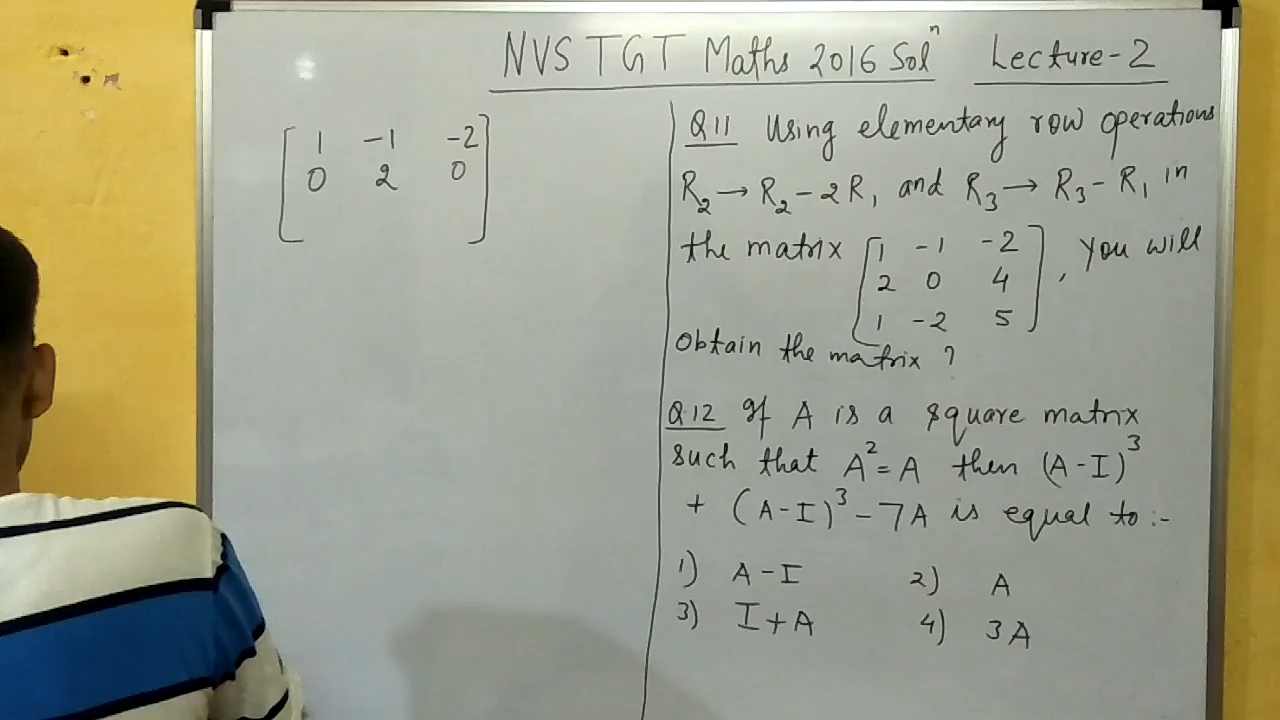 NVS TGT Maths 2016 Solⁿ Lecture-2
[ 1 -1 -2
0 2 0 ]
Q11 Using elementary row operations
R₂ → R₂ - 2R₁ and R₃ → R₃ - R₁ in
the matrix [ 1 -1 -2
2 0 4
1 -2 5 ] , you will
Obtain the matrix ?
Q12 If A is a square matrix
such that A² = A then (A - I)³
+ (A - I)³ - 7A is equal to :-
1) A - I 2) A
3) I + A 4) 3A